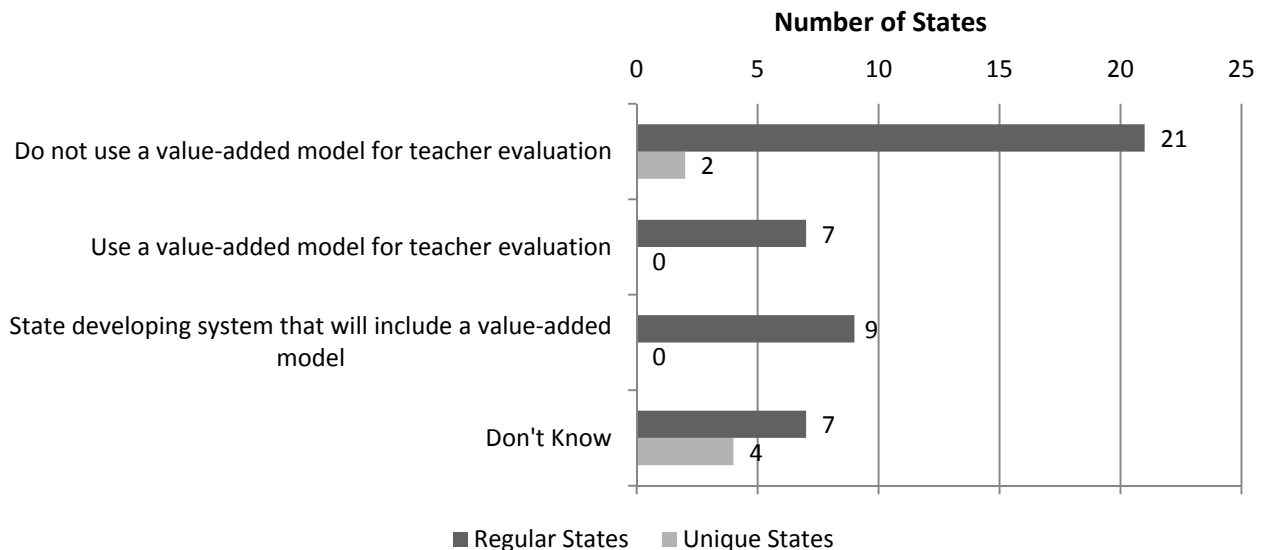 Number of States
0 5 10 15 20 25
Do not use a value-added model for teacher evaluation
21
2
Use a value-added model for teacher evaluation
7
0
State developing system that will include a value-added
model
9
0
Don't Know
7
4
Regular States Unique States